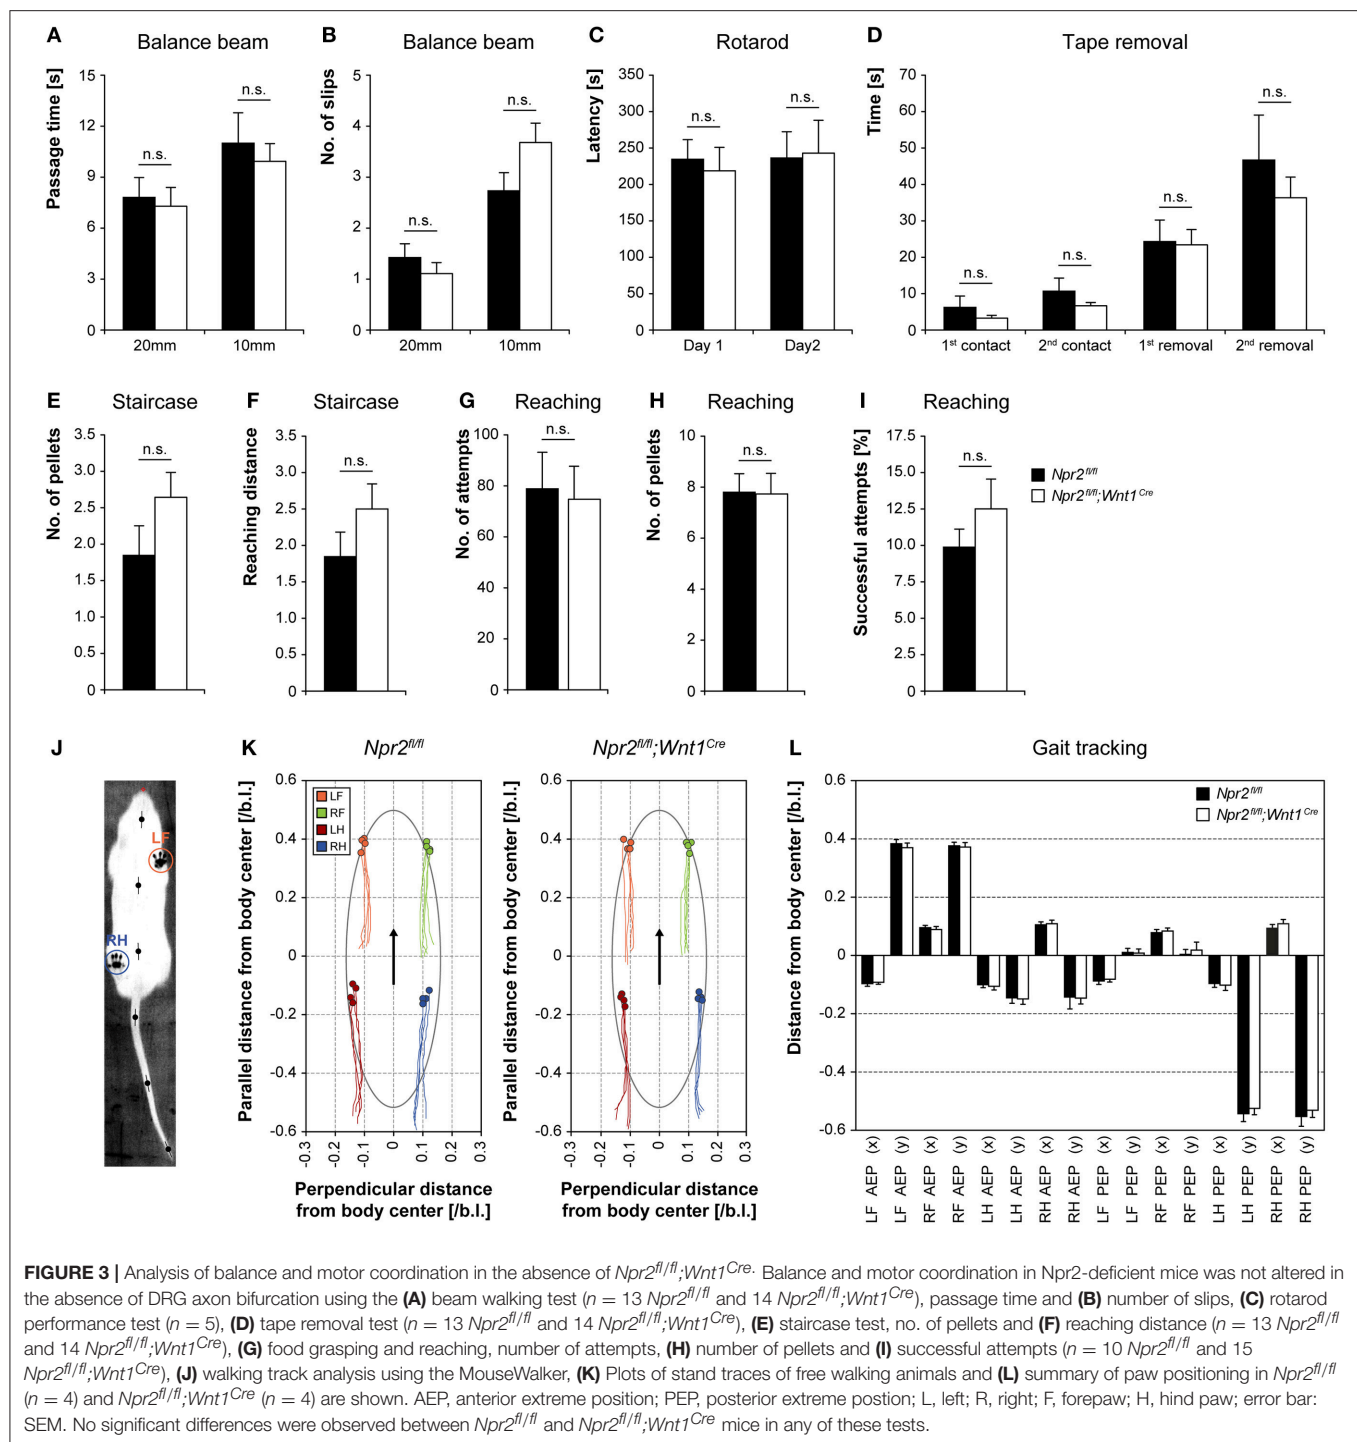 A Balance beam
Passage time [s]
15
12
9
6
3
0
n.s.
n.s.
20mm 10mm
B Balance beam
No. of slips
5
4
3
2
1
0
n.s.
n.s.
20mm 10mm
C Rotarod
Latency [s]
350
300
250
200
150
100
50
0
n.s.
n.s.
Day 1 Day2
D Tape removal
Time [s]
70
60
50
40
30
20
10
0
n.s.
n.s.
n.s.
n.s.
1st contact 2nd contact 1st removal 2nd removal
E Staircase
No. of pellets
3.5
3.0
2.5
2.0
1.5
1.0
0.5
0
n.s.
F Staircase
Reaching distance
3.5
3.0
2.5
2.0
1.5
1.0
0.5
0
n.s.
G Reaching
No. of attempts
100
80
60
40
20
0
n.s.
H Reaching
No. of pellets
10
8
6
4
2
0
n.s.
I Reaching
Successful attempts [%]
17.5
15.0
12.5
10.0
7.5
5.0
2.5
0
n.s.
Npr2fl/fl
Npr2fl/fl;Wnt1Cre
J
LF
RH
K Npr2fl/fl
Parallel distance from body center [/b.l.]
0.6
0.4
0.2
0
-0.2
-0.4
-0.6
LF
RF
LH
RH
-0.3 -0.2 -0.1 0 0.1 0.2 0.3
Perpendicular distance
from body center [/b.l.]
Npr2fl/fl;Wnt1Cre
Parallel distance from body center [/b.l.]
0.6
0.4
0.2
0
-0.2
-0.4
-0.6
-0.3 -0.2 -0.1 0 0.1 0.2 0.3
Perpendicular distance
from body center [/b.l.]
L Gait tracking
Distance from body center [/b.l.]
0.6
0.4
0.2
0
-0.2
-0.4
-0.6
Npr2fl/fl
Npr2fl/fl;Wnt1Cre
LF AEP (x)
LF AEP (y)
RF AEP (x)
RF AEP (y)
LH AEP (x)
LH AEP (y)
RH AEP (x)
RH AEP (y)
LF PEP (x)
LF PEP (y)
RF PEP (x)
RF PEP (y)
LH PEP (x)
LH PEP (y)
RH PEP (x)
RH PEP (y)
FIGURE 3 | Analysis of balance and motor coordination in the absence of Npr2fl/fl;Wnt1Cre. Balance and motor coordination in Npr2-deficient mice was not altered in
the absence of DRG axon bifurcation using the (A) beam walking test (n = 13 Npr2fl/fl and 14 Npr2fl/fl;Wnt1Cre), passage time and (B) number of slips, (C) rotarod
performance test (n = 5), (D) tape removal test (n = 13 Npr2fl/fl and 14 Npr2fl/fl;Wnt1Cre), (E) staircase test, no. of pellets and (F) reaching distance (n = 13 Npr2fl/fl
and 14 Npr2fl/fl;Wnt1Cre), (G) food grasping and reaching, number of attempts, (H) number of pellets and (I) successful attempts (n = 10 Npr2fl/fl and 15
Npr2fl/fl;Wnt1Cre), (J) walking track analysis using the MouseWalker, (K) Plots of stand traces of free walking animals and (L) summary of paw positioning in Npr2fl/fl
(n = 4) and Npr2fl/fl;Wnt1Cre (n = 4) are shown. AEP, anterior extreme position; PEP, posterior extreme postion; L, left; R, right; F, forepaw; H, hind paw; error bar:
SEM. No significant differences were observed between Npr2fl/fl and Npr2fl/fl;Wnt1Cre mice in any of these tests.